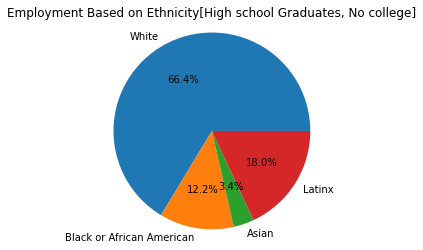 Employment Based on Ethnicity[High school Graduates, No college]
White
66.4%
12.2%
3.4%
18.0%
Latinx
Black or African American
Asian